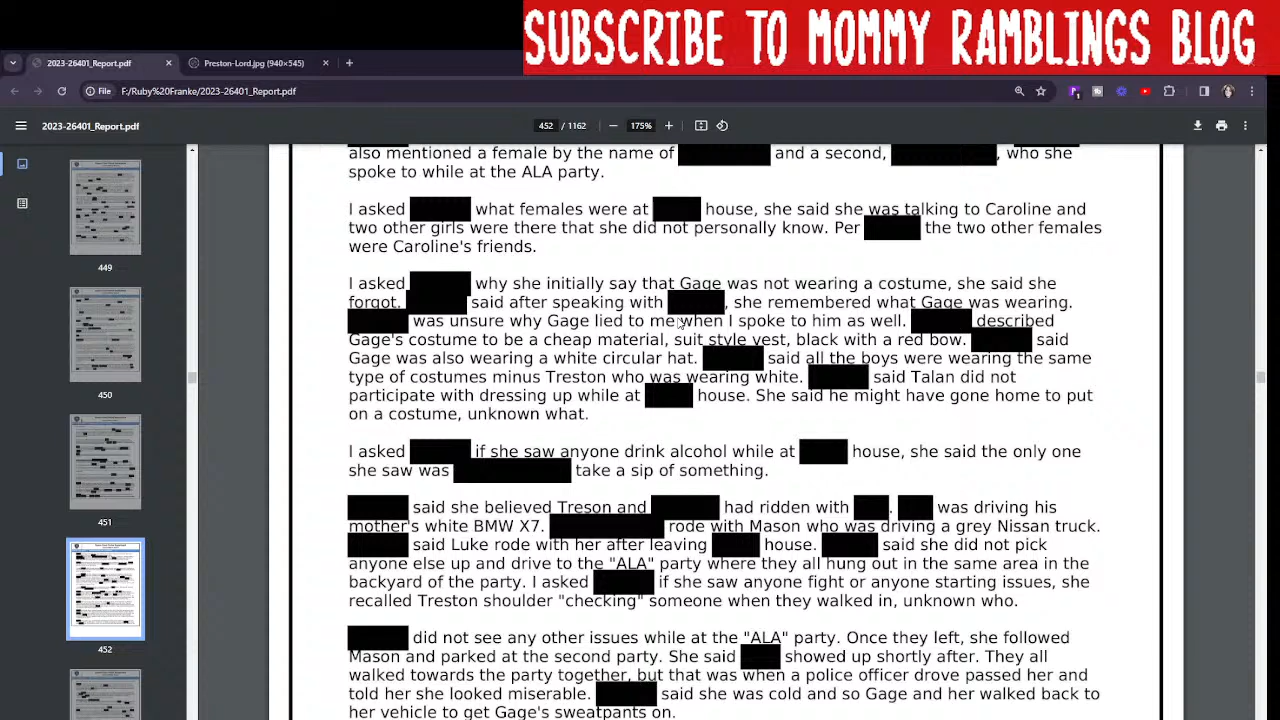 SUBSCRIBE TO MOMMY RAMBLINGS BLOG
2023-26401_Report.pdf
Preston-Lord.jpg (940×545)
File F:/Ruby%20Franke/2023-26401_Report.pdf
2023-26401_Report.pdf
452 / 1162
175%
also mentioned a female by the name of and a second, , who she
spoke to while at the ALA party.
I asked what females were at house, she said she was talking to Caroline and
two other girls were there that she did not personally know. Per the two other females
were Caroline's friends.
I asked why she initially say that Gage was not wearing a costume, she said she
forgot. said after speaking with , she remembered what Gage was wearing.
was unsure why Gage lied to me when I spoke to him as well. described
Gage's costume to be a cheap material, suit style vest, black with a red bow. said
Gage was also wearing a white circular hat. said all the boys were wearing the same
type of costumes minus Treston who was wearing white. said Talan did not
participate with dressing up while at house. She said he might have gone home to put
on a costume, unknown what.
I asked if she saw anyone drink alcohol while at house, she said the only one
she saw was take a sip of something.
said she believed Treson and had ridden with . was driving his
mother's white BMW X7. rode with Mason who was driving a grey Nissan truck.
said Luke rode with her after leaving house. said she did not pick
anyone else up and drive to the "ALA" party where they all hung out in the same area in the
backyard of the party. I asked if she saw anyone fight or anyone starting issues, she
recalled Treston shoulder "checking" someone when they walked in, unknown who.
did not see any other issues while at the "ALA" party. Once they left, she followed
Mason and parked at the second party. She said showed up shortly after. They all
walked towards the party together, but that was when a police officer drove passed her and
told her she looked miserable. said she was cold and so Gage and her walked back to
her vehicle to get Gage's sweatpants on.
449
450
451
452